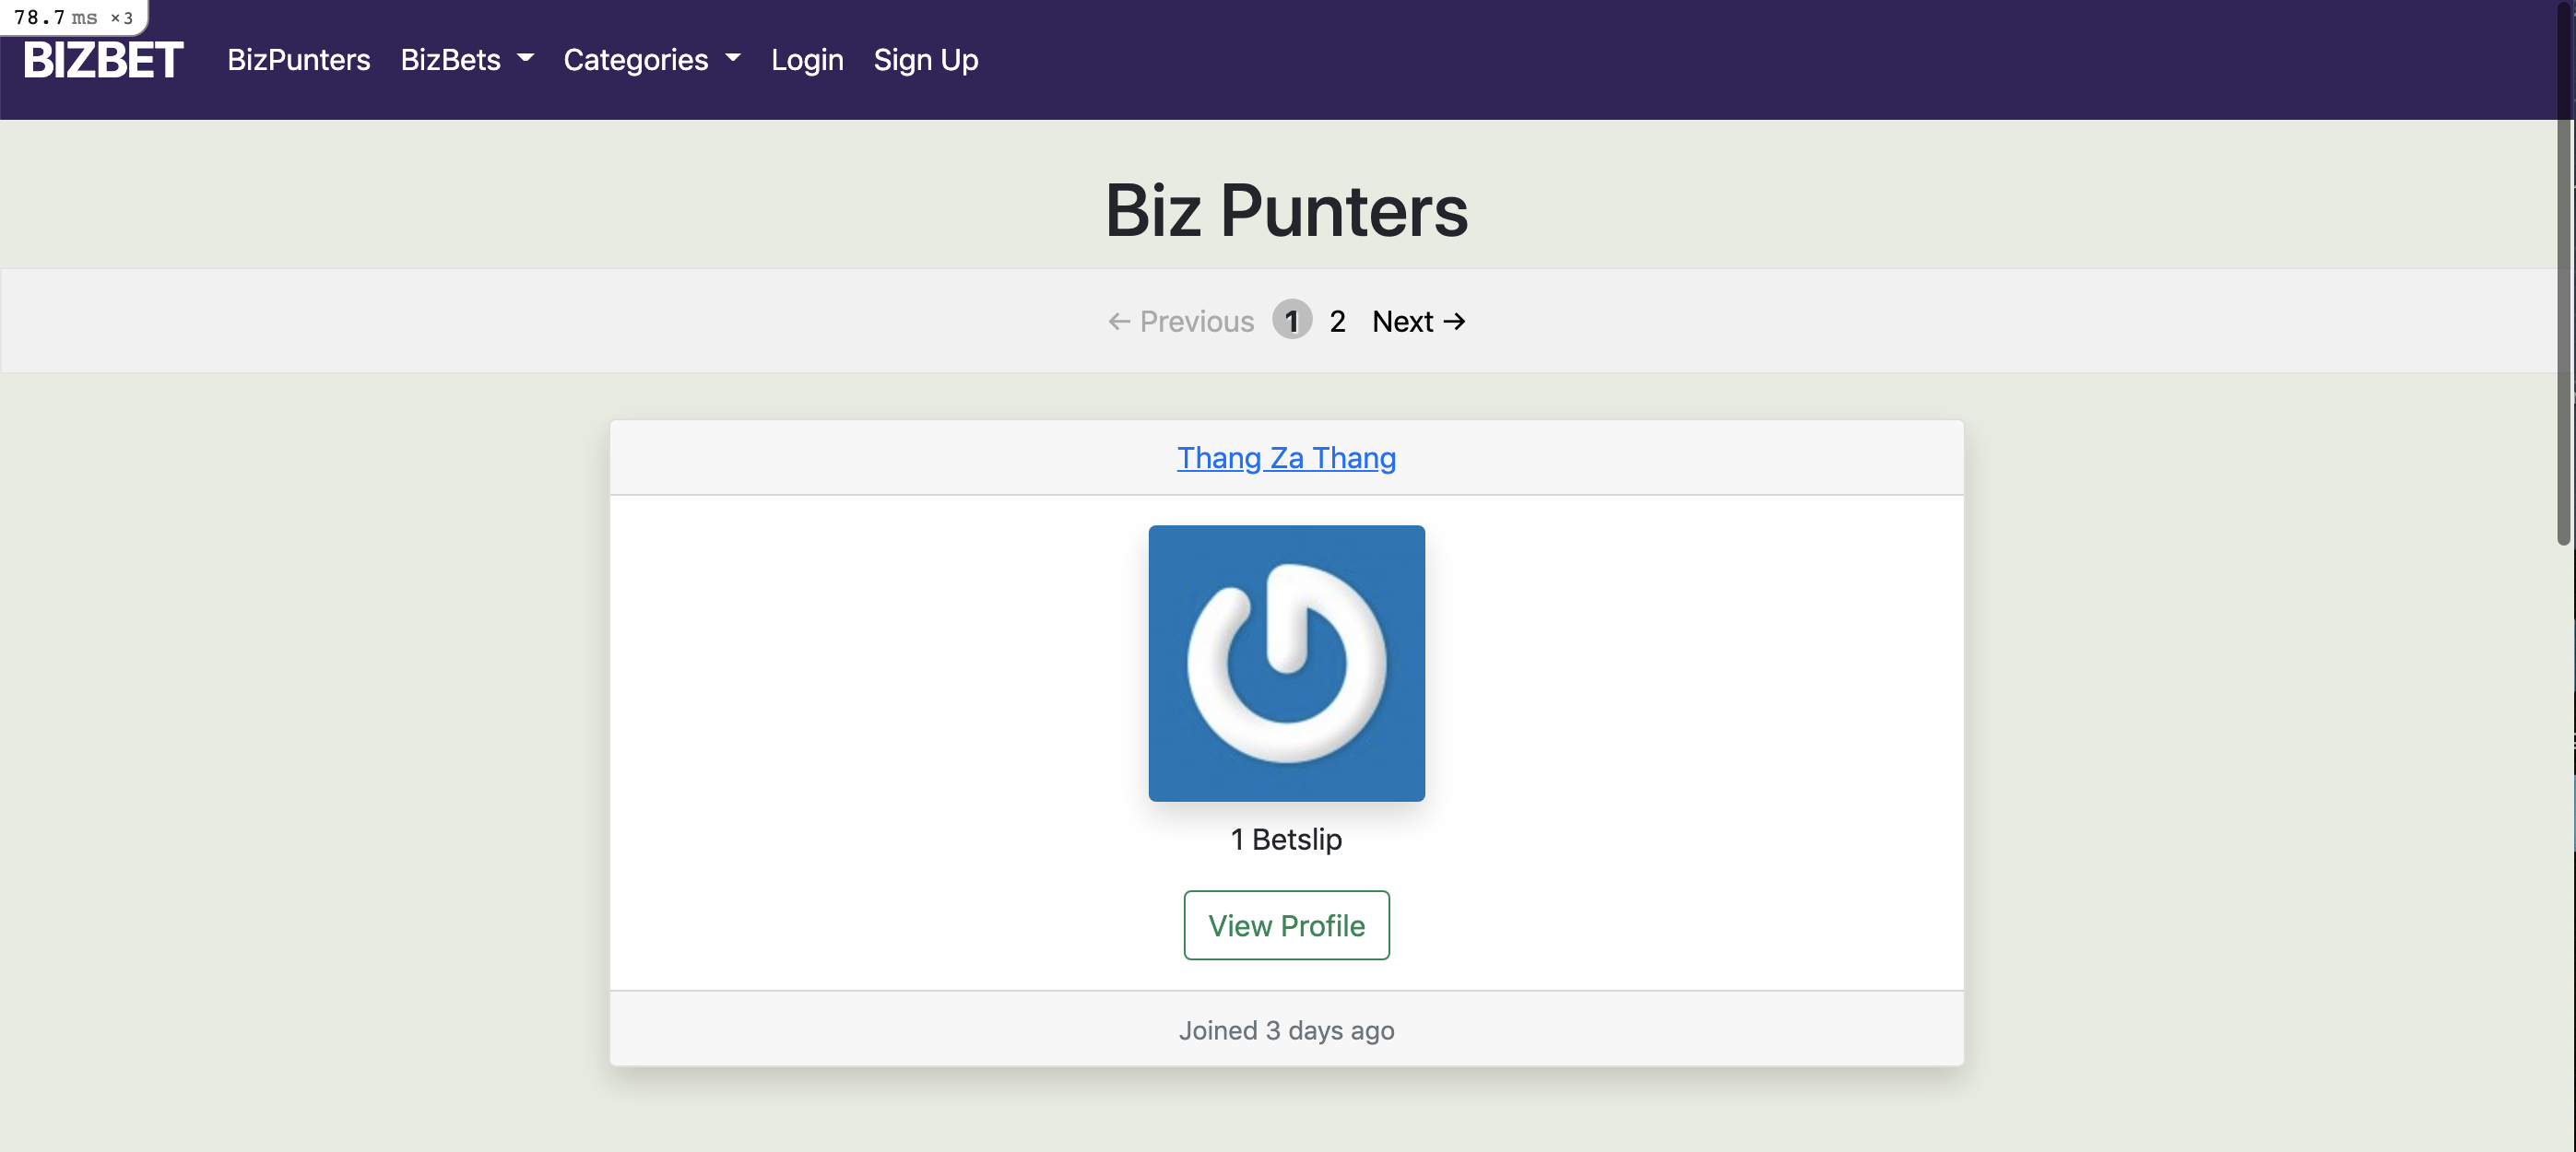 78.7 ms ×3
BIZBET BizPunters BizBets Categories Login Sign Up
Biz Punters
← Previous 1 2 Next →
Thang Za Thang
1 Betslip
View Profile
Joined 3 days ago